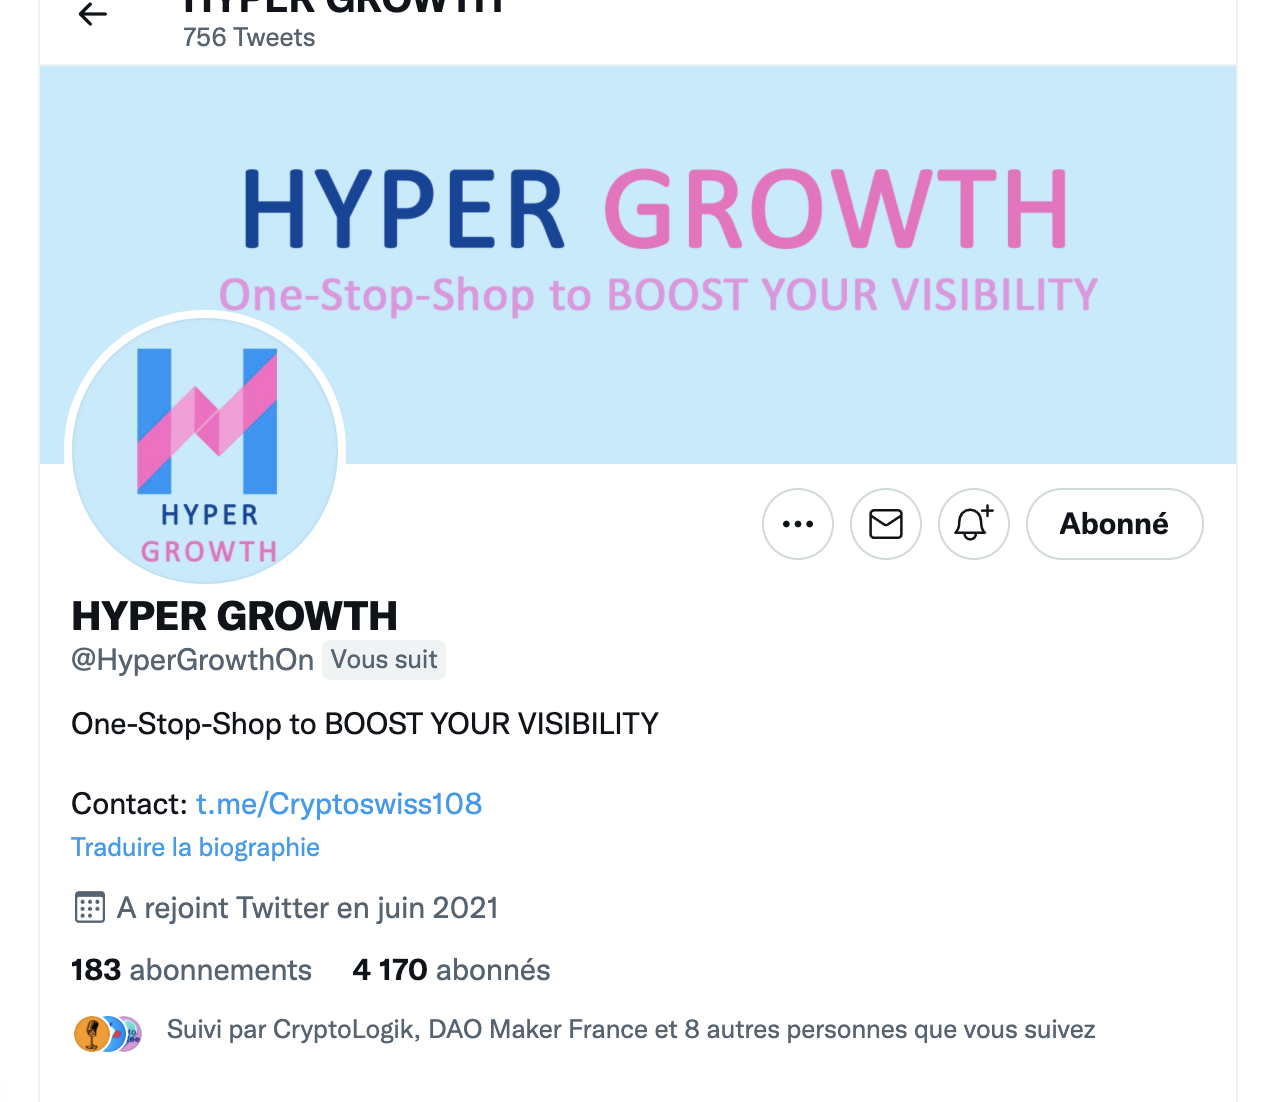 HYPER GROWTH
756 Tweets
HYPER GROWTH
One-Stop-Shop to BOOST YOUR VISIBILITY
HYPER
GROWTH
Abonné
HYPER GROWTH
@HyperGrowthOn Vous suit
One-Stop-Shop to BOOST YOUR VISIBILITY
Contact: t.me/Cryptoswiss108
Traduire la biographie
A rejoint Twitter en juin 2021
183 abonnements 4 170 abonnés
Suivi par CryptoLogik, DAO Maker France et 8 autres personnes que vous suivez